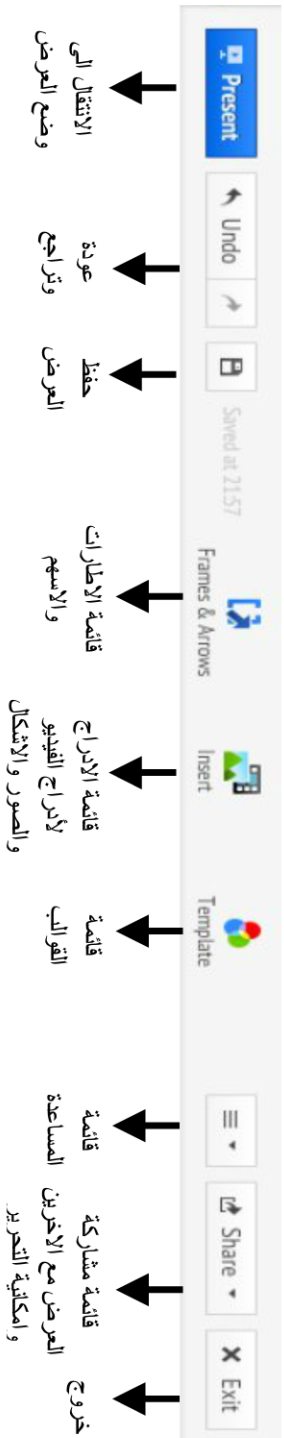 Present
Undo
Saved at 21:57
Frames & Arrows
Insert
Template
Share
Exit
الانتقال الى
وضع العرض
عودة
وتراجع
حفظ
العرض
قائمة الاطارات
والاسهم
قائمة الادراج
لأدراج الفيديو
والصور والاشكال
قائمة
القوالب
قائمة
المساعدة
قائمة مشاركة
العرض مع الاخرين
وامكانية التحرير
خروج